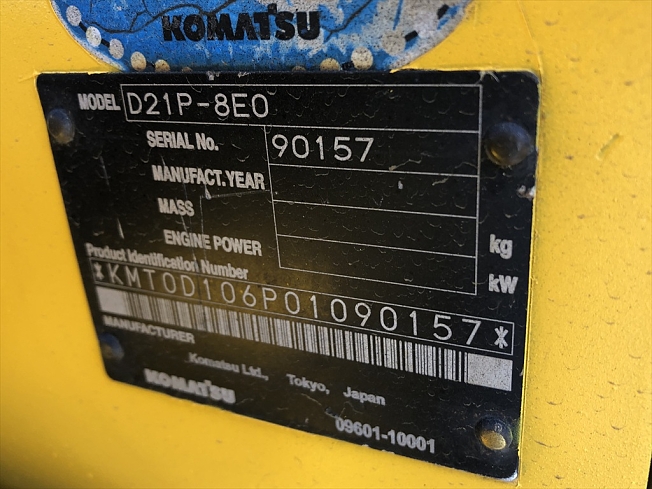 KOMATSU
MODEL D21P-8E0
SERIAL No. 90157
MANUFACT. YEAR
MASS kg
ENGINE POWER kW
Product Identification Number
*KMT0D106P01090157*
MANUFACTURER
Komatsu Ltd., Tokyo, Japan
KOMATSU
09601-10001